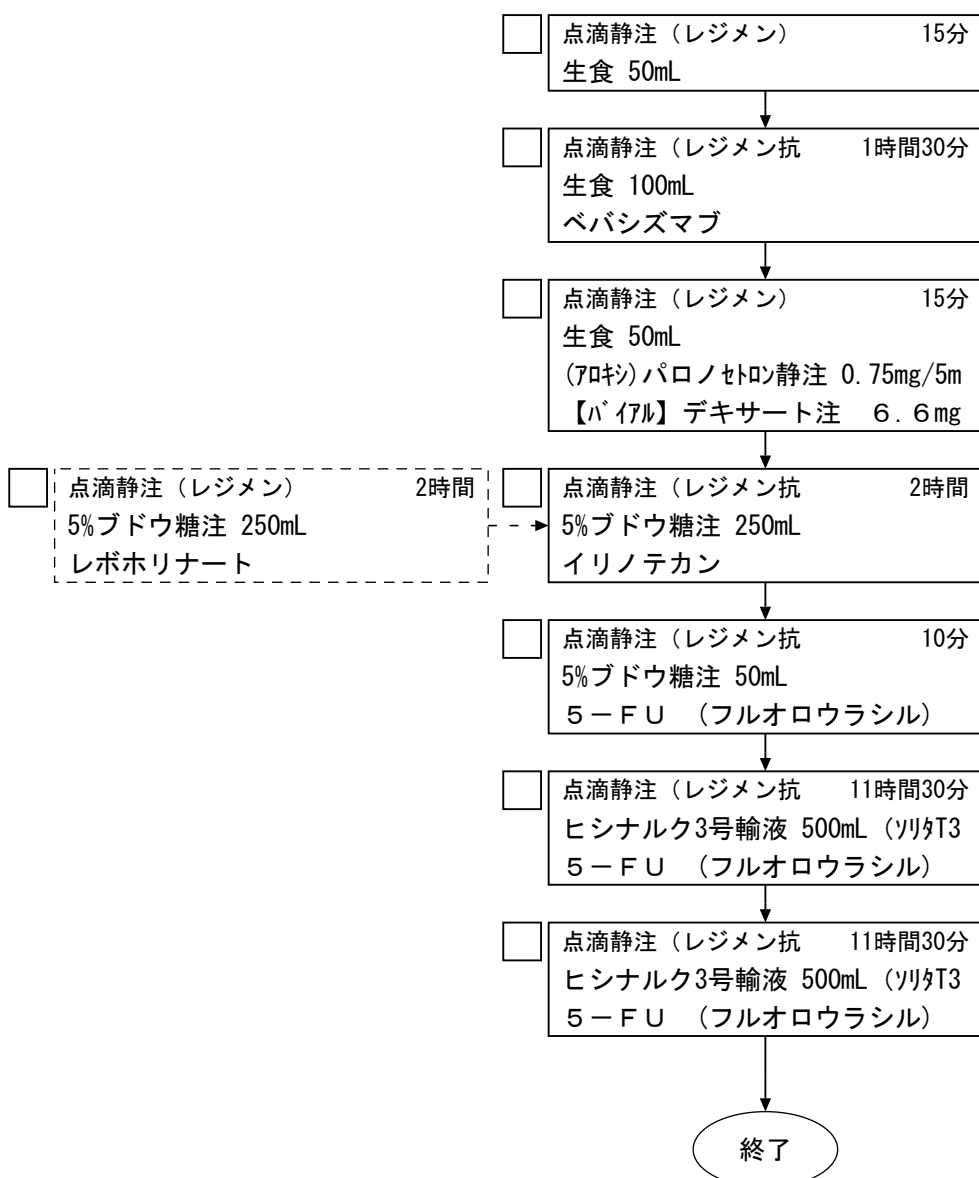 点滴静注（レジメン） 15分
生食 50mL
点滴静注（レジメン抗 1時間30分
生食 100mL
ベバシズマブ
点滴静注（レジメン） 15分
生食 50mL
(ｱﾛｷｼ)パロノｾﾄﾛﾝ静注 0.75mg/5m
【ﾊﾞｲｱﾙ】デキサート注　６.６mg
点滴静注（レジメン） 2時間
5%ブドウ糖注 250mL
レボホリナート
点滴静注（レジメン抗 2時間
5%ブドウ糖注 250mL
イリノテカン
点滴静注（レジメン抗 10分
5%ブドウ糖注 50mL
５－ＦＵ　（フルオロウラシル）
点滴静注（レジメン抗 11時間30分
ヒシナルク3号輸液 500mL（ｿﾘﾀT3
５－ＦＵ　（フルオロウラシル）
点滴静注（レジメン抗 11時間30分
ヒシナルク3号輸液 500mL（ｿﾘﾀT3
５－ＦＵ　（フルオロウラシル）
終了